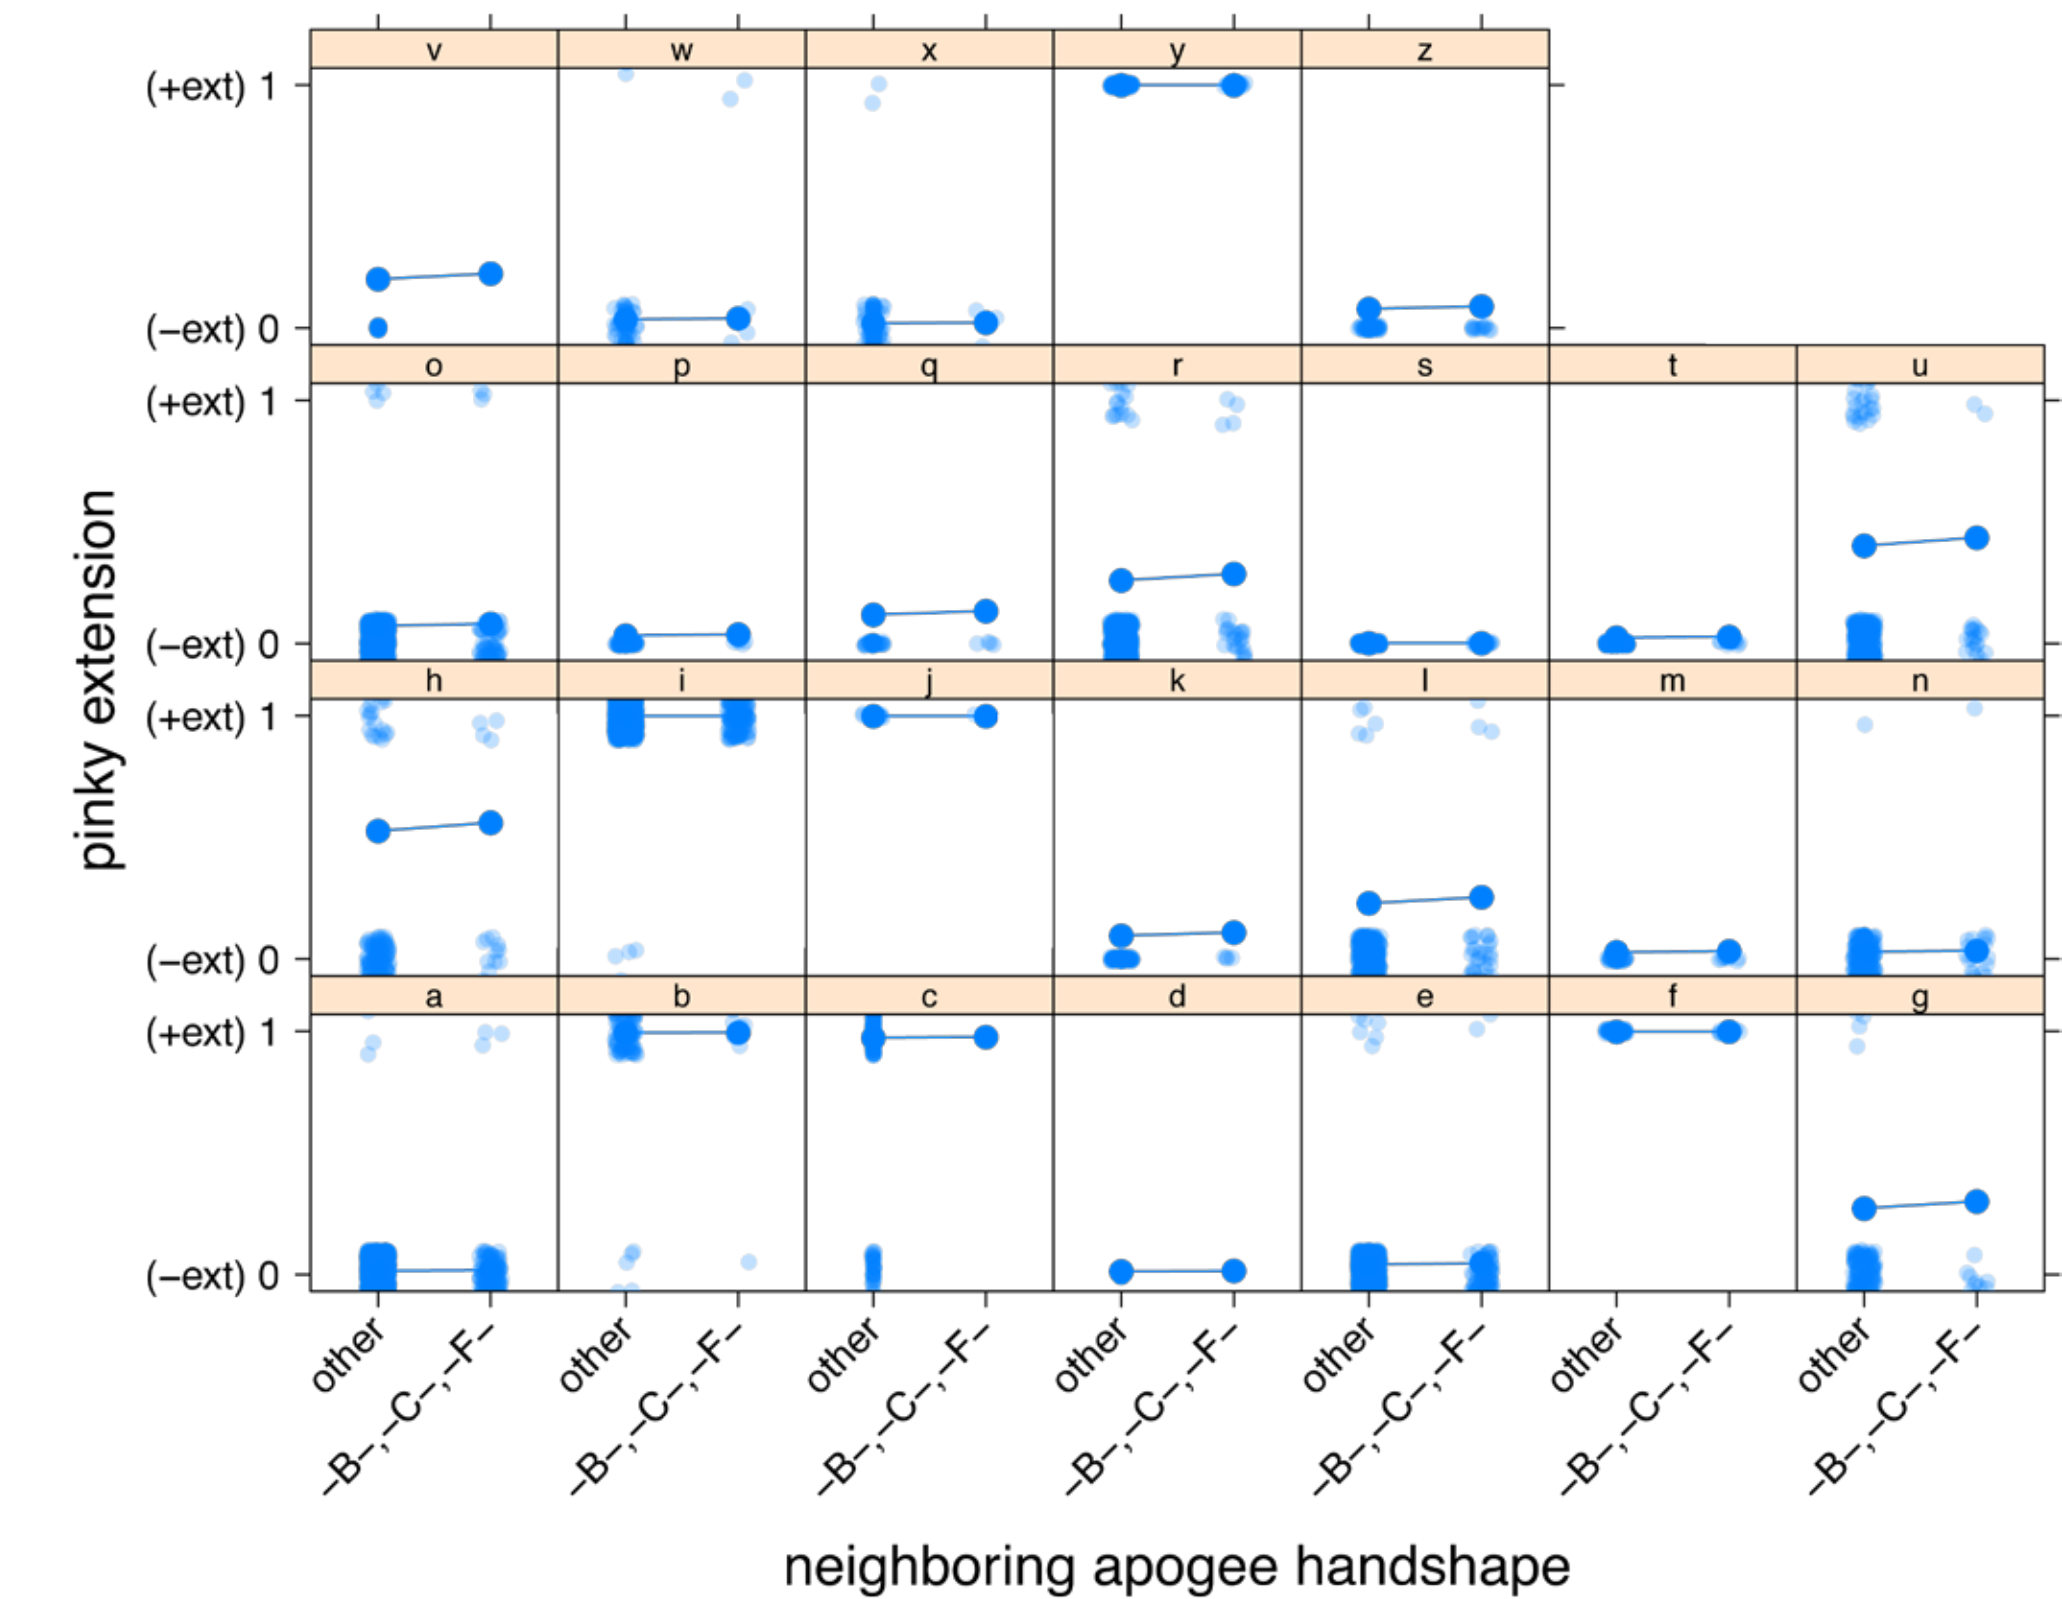 v w x y z
(+ext) 1
(−ext) 0
o p q r s t u
(+ext) 1
(−ext) 0
h i j k l m n
(+ext) 1
(−ext) 0
a b c d e f g
(+ext) 1
(−ext) 0
pinky extension
other
−B−,−C−,−F−
other
−B−,−C−,−F−
other
−B−,−C−,−F−
other
−B−,−C−,−F−
other
−B−,−C−,−F−
other
−B−,−C−,−F−
other
−B−,−C−,−F−
neighboring apogee handshape